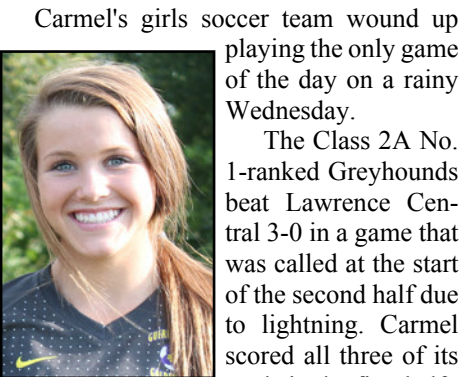 Carmel's girls soccer team wound up
playing the only game
of the day on a rainy
Wednesday.
The Class 2A No.
1-ranked Greyhounds
beat Lawrence Cen-
tral 3-0 in a game that
was called at the start
of the second half due
to lightning. Carmel
scored all three of its